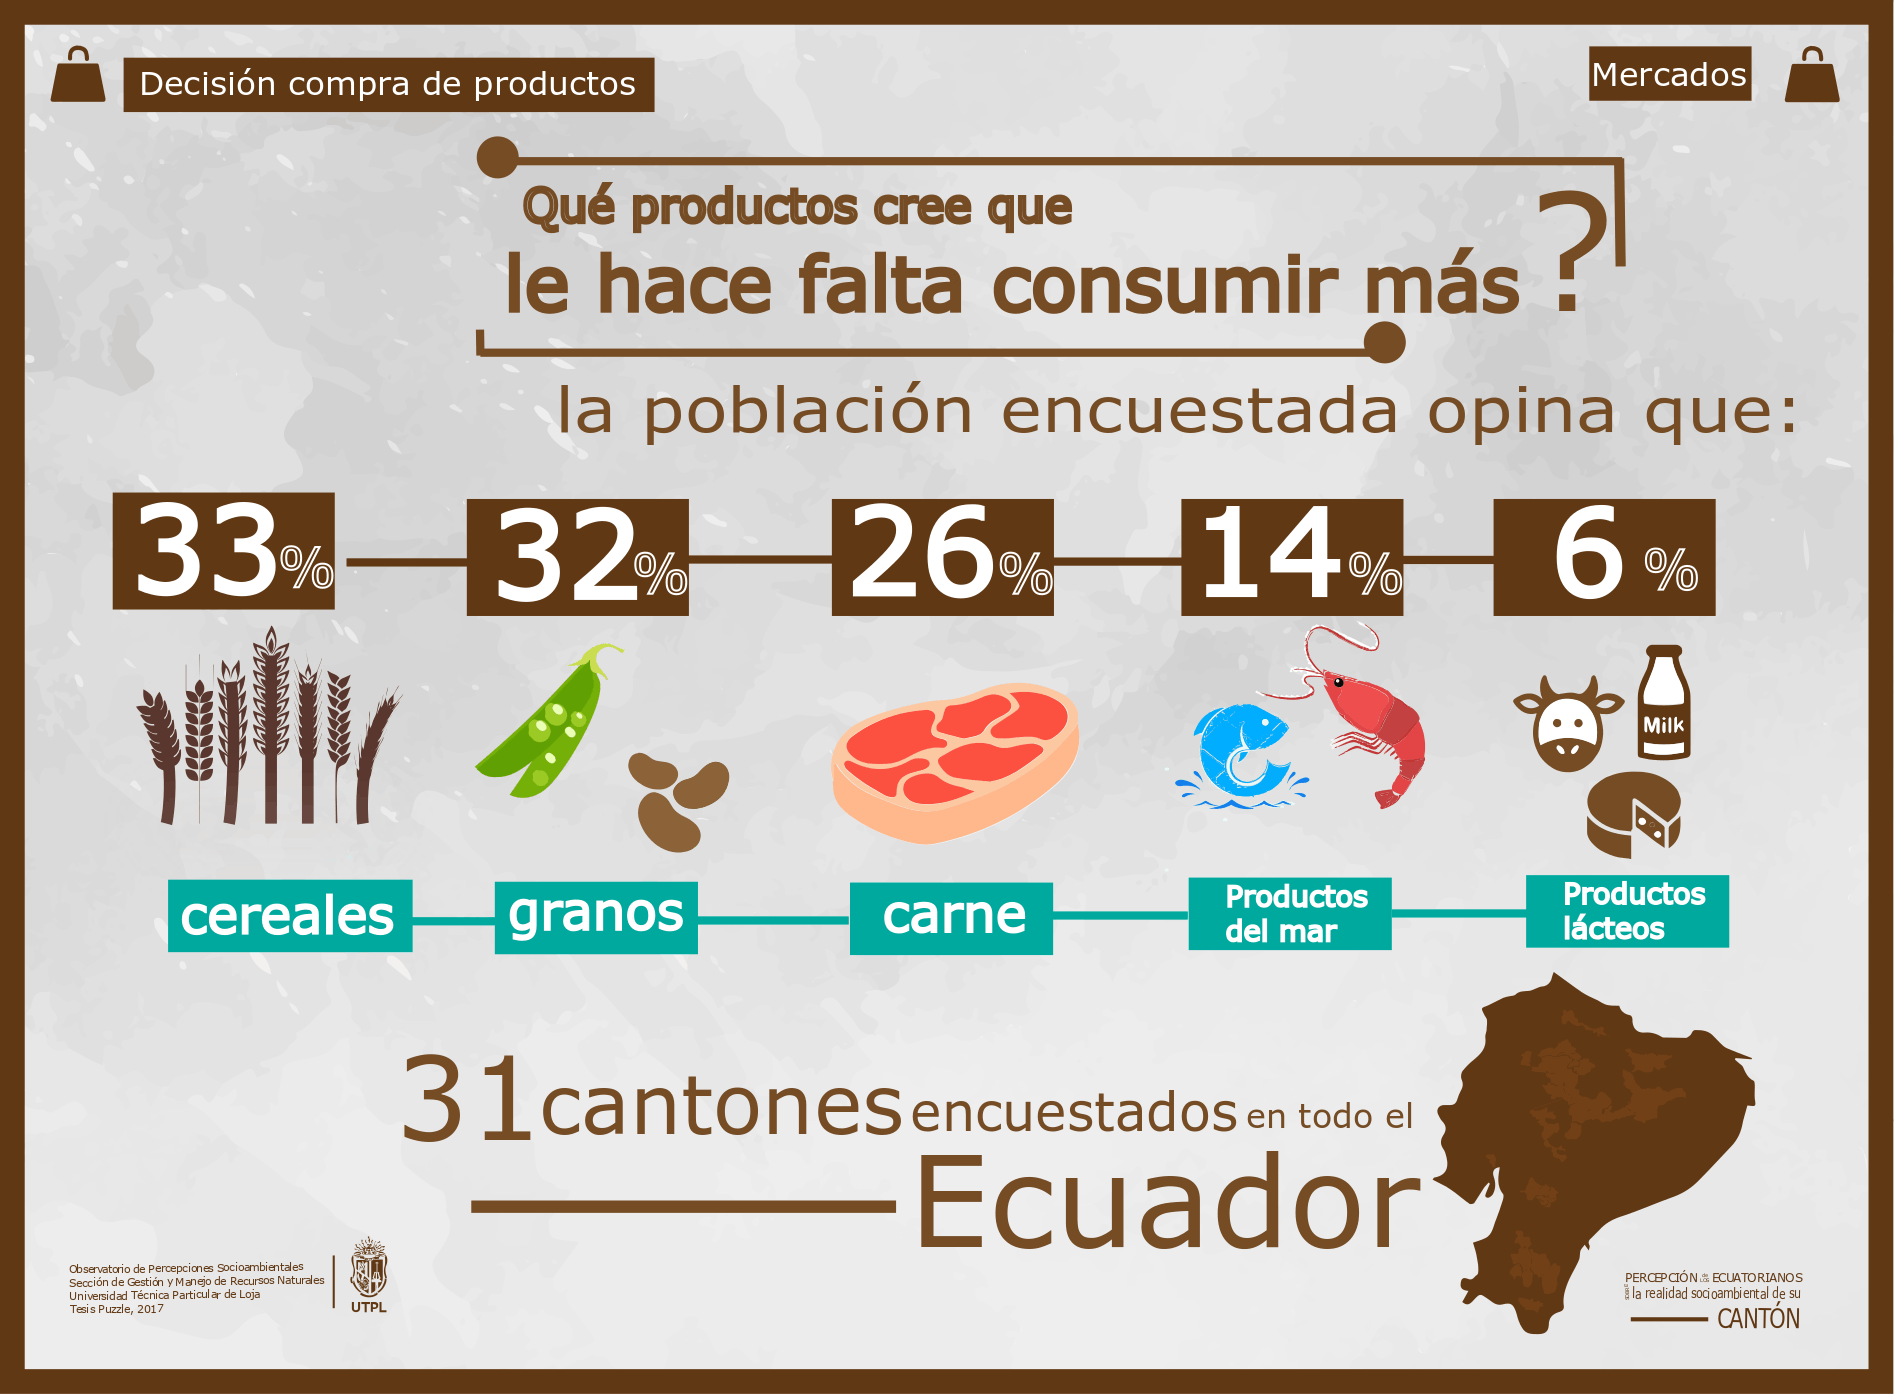 Decisión compra de productos
Mercados
Qué productos cree que
le hace falta consumir más?
la población encuestada opina que:
33%
32%
26%
14%
6 %
Milk
cereales
granos
carne
Productos
del mar
Productos
lácteos
31 cantones encuestados en todo el
Ecuador
Observatorio de Percepciones Socioambientales
Sección de Gestión y Manejo de Recursos Naturales
Universidad Técnica Particular de Loja
Tesis Puzzle, 2017
UTPL
PERCEPCIÓN DE LOS ECUATORIANOS
la realidad socioambiental de su
CANTÓN